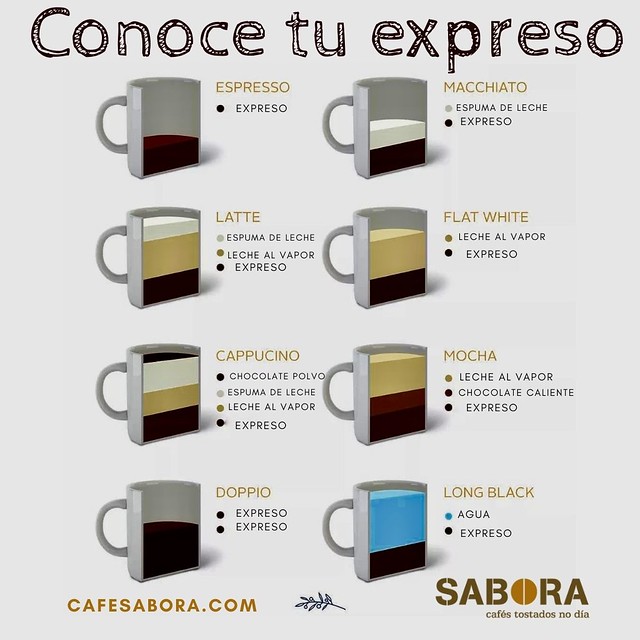 Conoce tu expreso
ESPRESSO
EXPRESO
MACCHIATO
ESPUMA DE LECHE
EXPRESO
LATTE
ESPUMA DE LECHE
LECHE AL VAPOR
EXPRESO
FLAT WHITE
LECHE AL VAPOR
EXPRESO
CAPPUCINO
CHOCOLATE POLVO
ESPUMA DE LECHE
LECHE AL VAPOR
EXPRESO
MOCHA
LECHE AL VAPOR
CHOCOLATE CALIENTE
EXPRESO
DOPPIO
EXPRESO
EXPRESO
LONG BLACK
AGUA
EXPRESO
CAFESABORA.COM
SABORA
cafés tostados no día